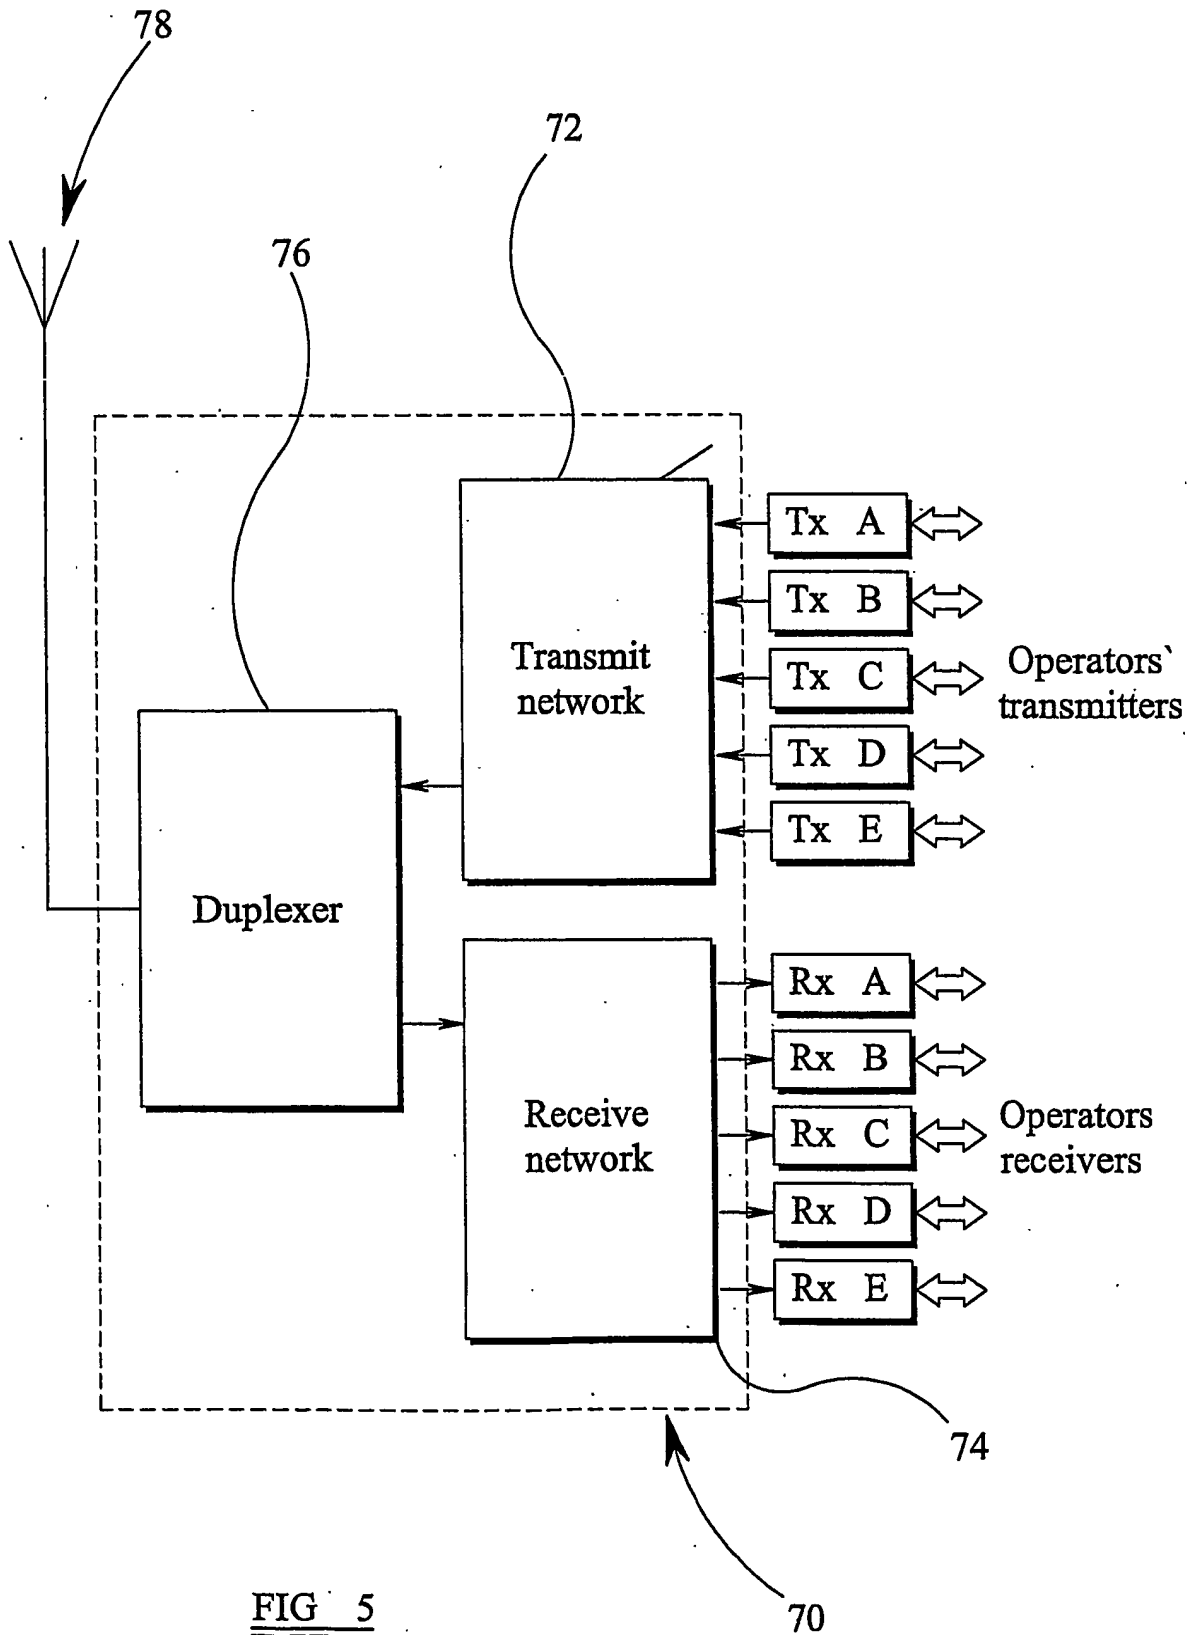 78
72
76
Tx A
Tx B
Transmit
network
Tx C
Operators`
transmitters
Tx D
Tx E
Duplexer
Rx A
Rx B
Receive
network
Rx C
Operators
receivers
Rx D
Rx E
74
70
FIG 5